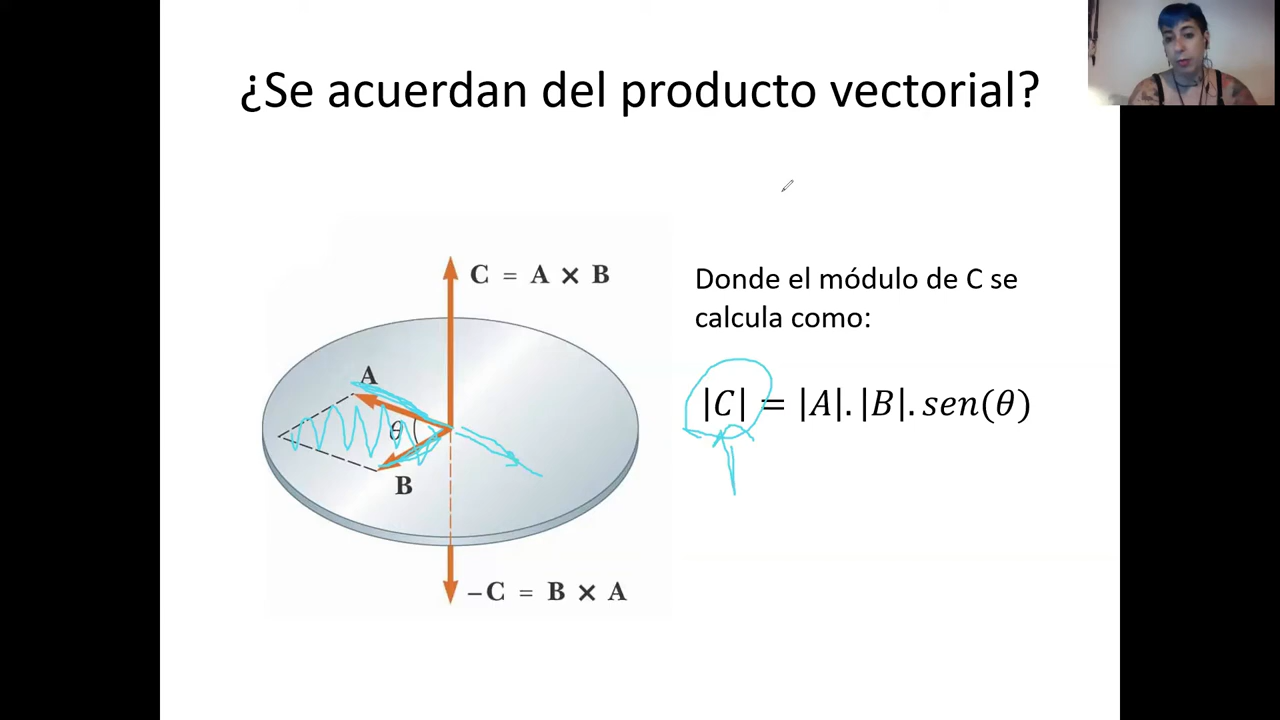 ¿Se acuerdan del producto vectorial?
C = A × B
Donde el módulo de C se
calcula como:
A
θ
B
|C| = |A|.|B|.sen(θ)
−C = B × A